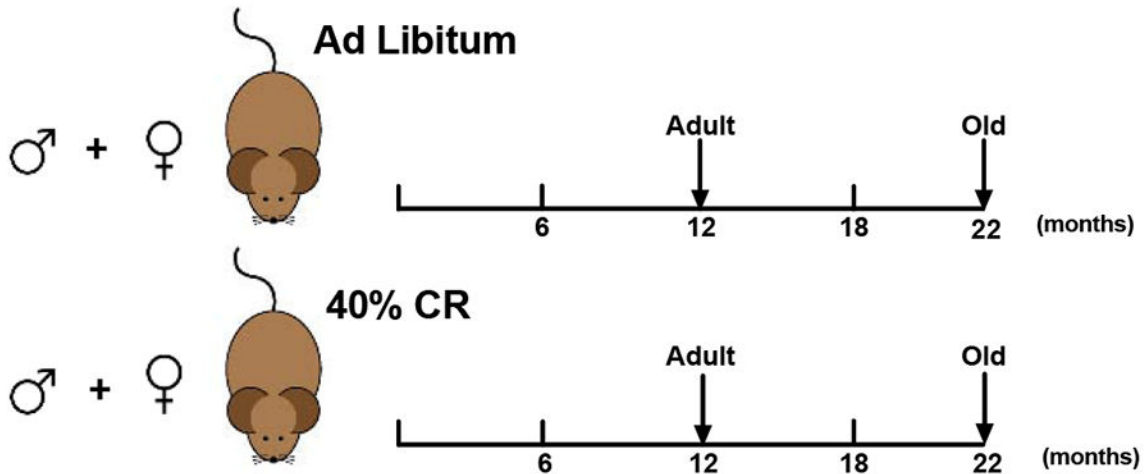 Ad Libitum
♂ + ♀
Adult Old
6 12 18 22 (months)
40% CR
♂ + ♀
Adult Old
6 12 18 22 (months)